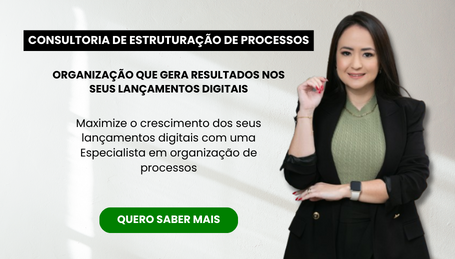 CONSULTORIA DE ESTRUTURAÇÃO DE PROCESSOS
ORGANIZAÇÃO QUE GERA RESULTADOS NOS
SEUS LANÇAMENTOS DIGITAIS
Maximize o crescimento dos seus
lançamentos digitais com uma
Especialista em organização de
processos
QUERO SABER MAIS